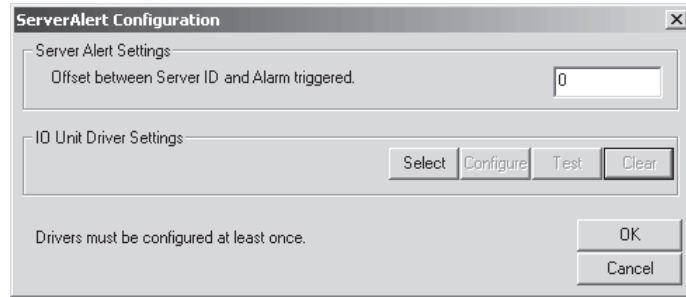 ServerAlert Configuration
Server Alert Settings
Offset between Server ID and Alarm triggered.
0
IO Unit Driver Settings
Select Configure Test Clear
Drivers must be configured at least once.
OK
Cancel